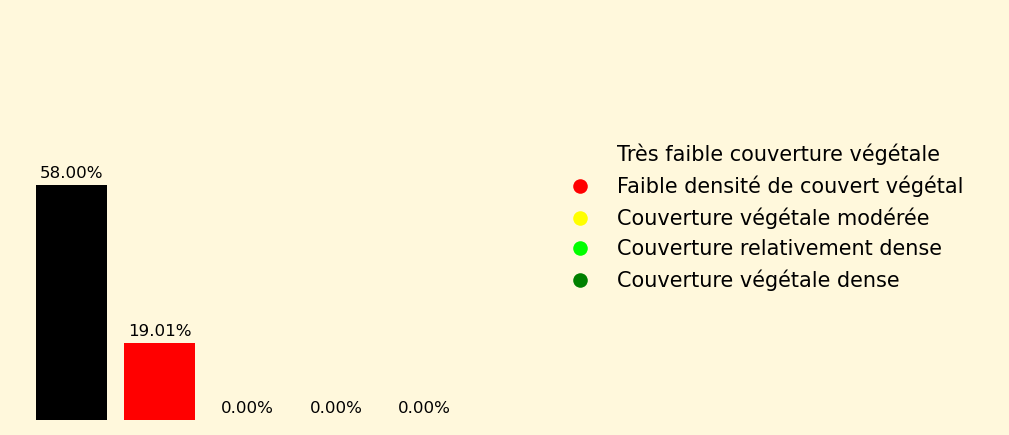 58.00%
19.01%
0.00%
0.00%
0.00%
Très faible couverture végétale
Faible densité de couvert végétal
Couverture végétale modérée
Couverture relativement dense
Couverture végétale dense